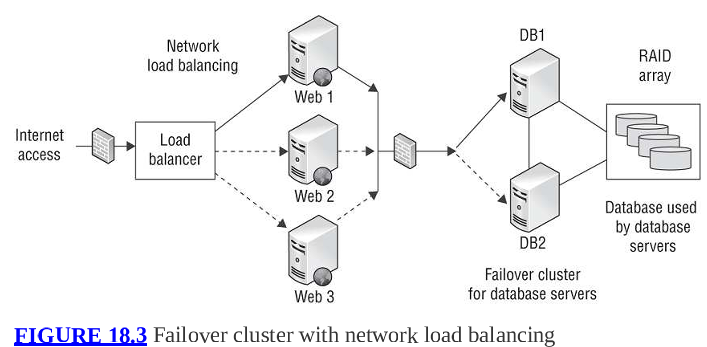 Network
load balancing
Web 1
Internet
access
Load
balancer
Web 2
Web 3
DB1
DB2
Failover cluster
for database servers
RAID
array
Database used
by database
servers
FIGURE 18.3 Failover cluster with network load balancing